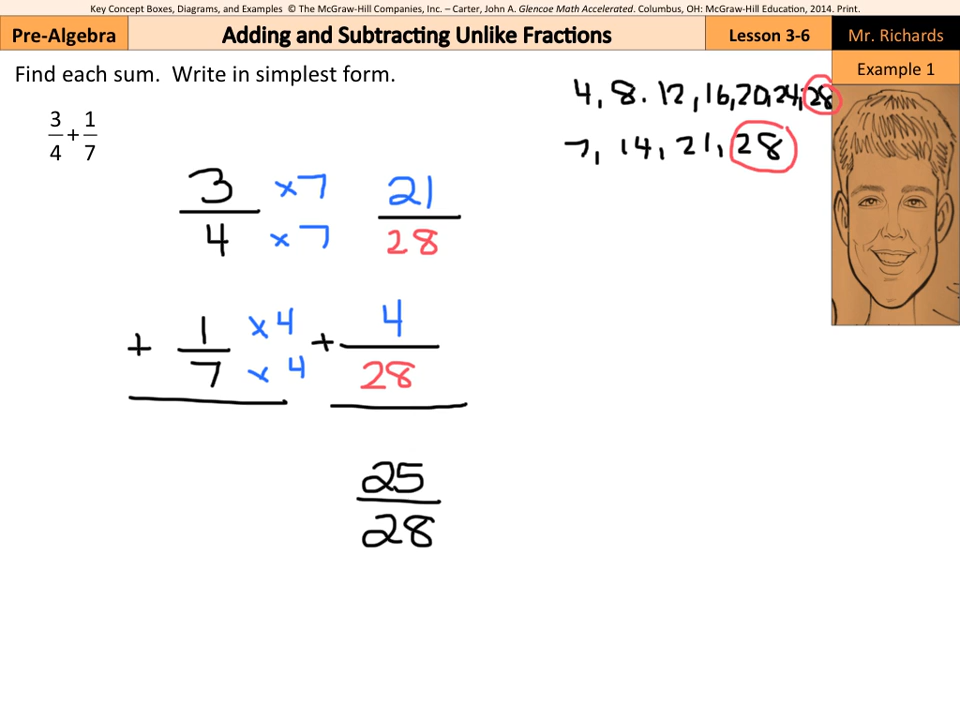 Key Concept Boxes, Diagrams, and Examples © The McGraw-Hill Companies, Inc. – Carter, John A. Glencoe Math Accelerated. Columbus, OH: McGraw-Hill Education, 2014. Print.
Pre-Algebra Adding and Subtracting Unlike Fractions Lesson 3-6 Mr. Richards
Example 1
Find each sum. Write in simplest form.
4, 8. 12, 16, 20, 24, 28
7, 14, 21, 28
3/4 + 1/7
3 ×7 21
4 ×7 28
+ 1 ×4 + 4
7 ×4 28
25
28